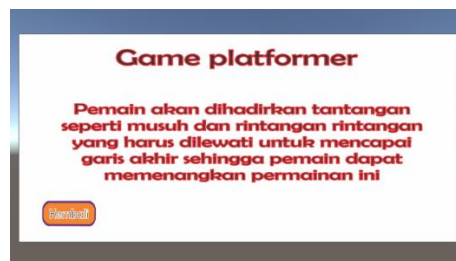 Game platformer
Pemain akan dihadirkan tantangan
seperti musuh dan rintangan rintangan
yang harus dilewati untuk mencapai
garis akhir sehingga pemain dapat
memenangkan permainan ini
Kembali